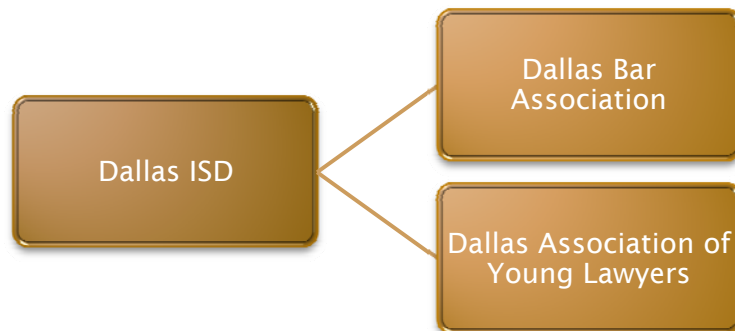 Dallas ISD
Dallas Bar
Association
Dallas Association of
Young Lawyers